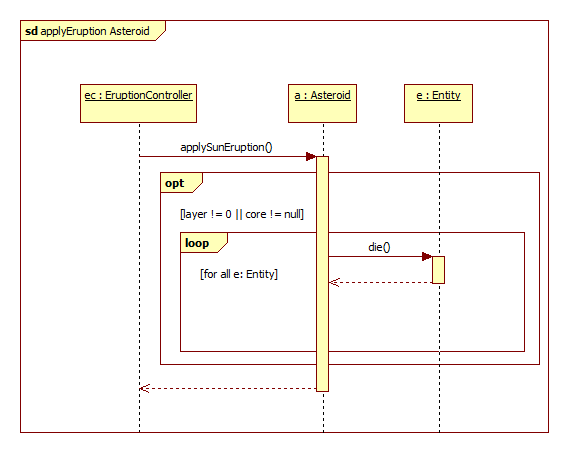 sd applyEruption Asteroid
ec : EruptionController
a : Asteroid
e : Entity
applySunEruption()
opt
[layer != 0 || core != null]
loop
die()
[for all e: Entity]